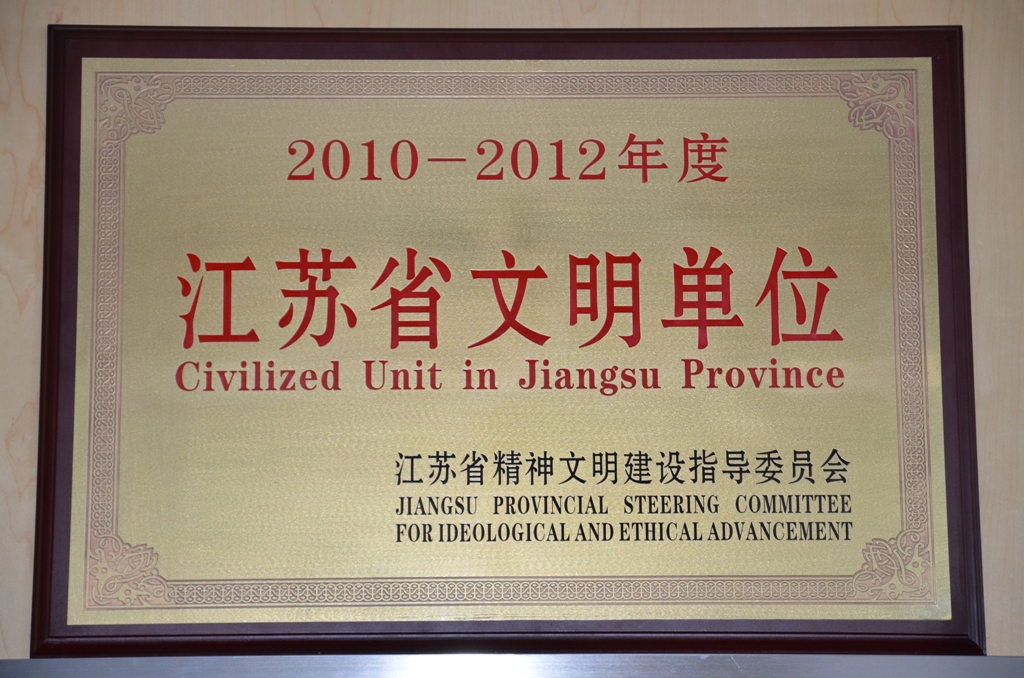 2010－2012年度
江苏省文明单位
Civilized Unit in Jiangsu Province
江苏省精神文明建设指导委员会
JIANGSU PROVINCIAL STEERING COMMITTEE
FOR IDEOLOGICAL AND ETHICAL ADVANCEMENT